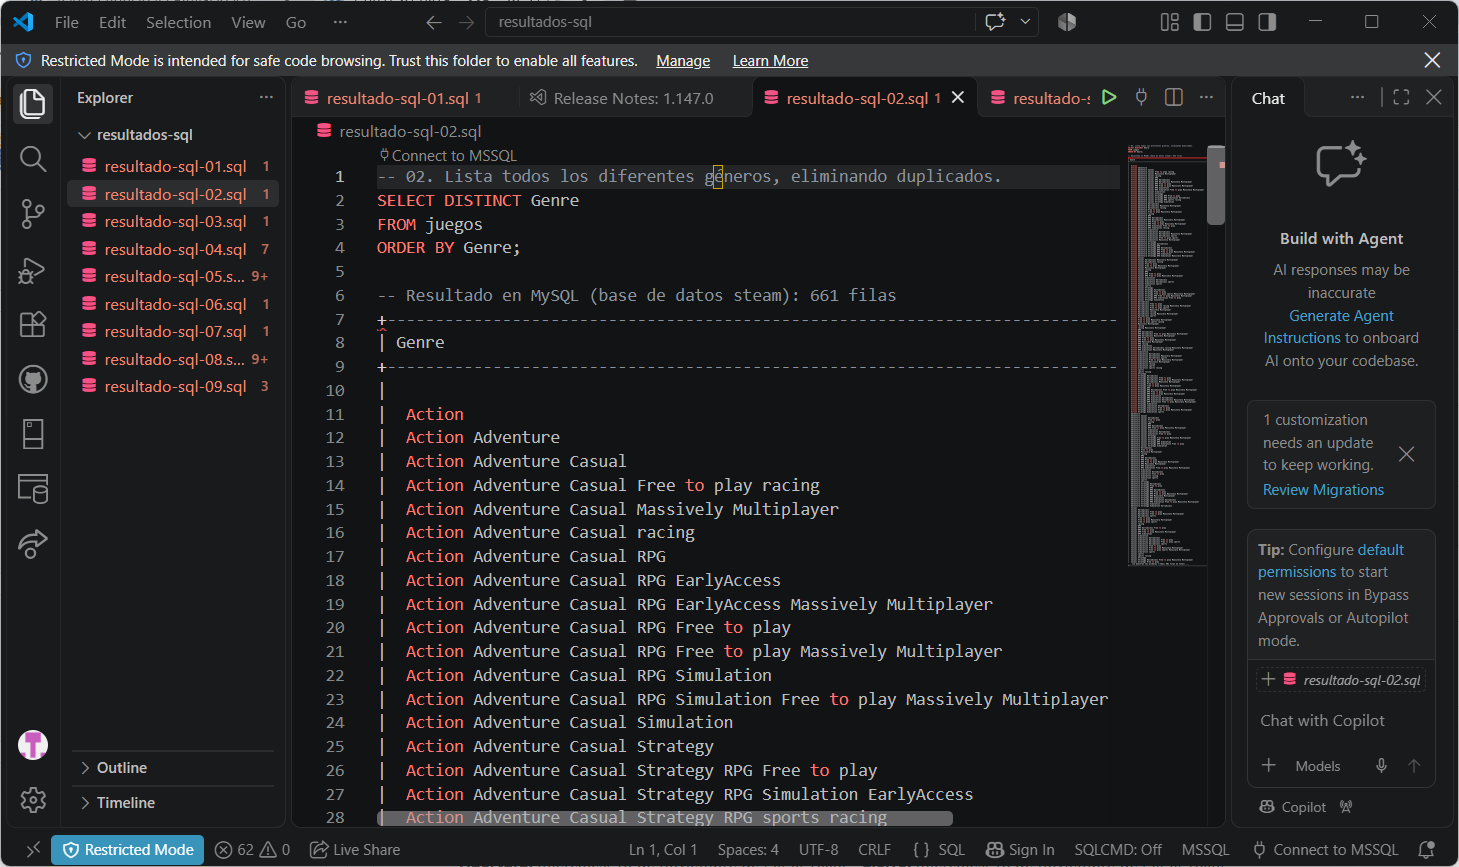 File Edit Selection View Go ···
resultados-sql
Restricted Mode is intended for safe code browsing. Trust this folder to enable all features. Manage Learn More
Explorer
resultados-sql
resultado-sql-01.sql 1
resultado-sql-02.sql 1
resultado-sql-03.sql 1
resultado-sql-04.sql 7
resultado-sql-05.s... 9+
resultado-sql-06.sql 1
resultado-sql-07.sql 1
resultado-sql-08.s... 9+
resultado-sql-09.sql 3
Outline
Timeline
resultado-sql-01.sql 1
Release Notes: 1.147.0
resultado-sql-02.sql 1
resultado-s
resultado-sql-02.sql
Connect to MSSQL
1 -- 02. Lista todos los diferentes géneros, eliminando duplicados.
2 SELECT DISTINCT Genre
3 FROM juegos
4 ORDER BY Genre;
5
6 -- Resultado en MySQL (base de datos steam): 661 filas
7 +-----------------------------------------------------------------------------
8 | Genre
9 +-----------------------------------------------------------------------------
10 |
11 | Action
12 | Action Adventure
13 | Action Adventure Casual
14 | Action Adventure Casual Free to play racing
15 | Action Adventure Casual Massively Multiplayer
16 | Action Adventure Casual racing
17 | Action Adventure Casual RPG
18 | Action Adventure Casual RPG EarlyAccess
19 | Action Adventure Casual RPG EarlyAccess Massively Multiplayer
20 | Action Adventure Casual RPG Free to play
21 | Action Adventure Casual RPG Free to play Massively Multiplayer
22 | Action Adventure Casual RPG Simulation
23 | Action Adventure Casual RPG Simulation Free to play Massively Multiplayer
24 | Action Adventure Casual Simulation
25 | Action Adventure Casual Strategy
26 | Action Adventure Casual Strategy RPG Free to play
27 | Action Adventure Casual Strategy RPG Simulation EarlyAccess
28 | Action Adventure Casual Strategy RPG sports racing
Chat
Build with Agent
AI responses may be
inaccurate
Generate Agent
Instructions to onboard
AI onto your codebase.
1 customization
needs an update
to keep working.
Review Migrations
Tip: Configure default
permissions to start
new sessions in Bypass
Approvals or Autopilot
mode.
resultado-sql-02.sql
Chat with Copilot
Models
Copilot
Restricted Mode 62 0 Live Share Ln 1, Col 1 Spaces: 4 UTF-8 CRLF {} SQL Sign In SQLCMD: Off MSSQL Connect to MSSQL